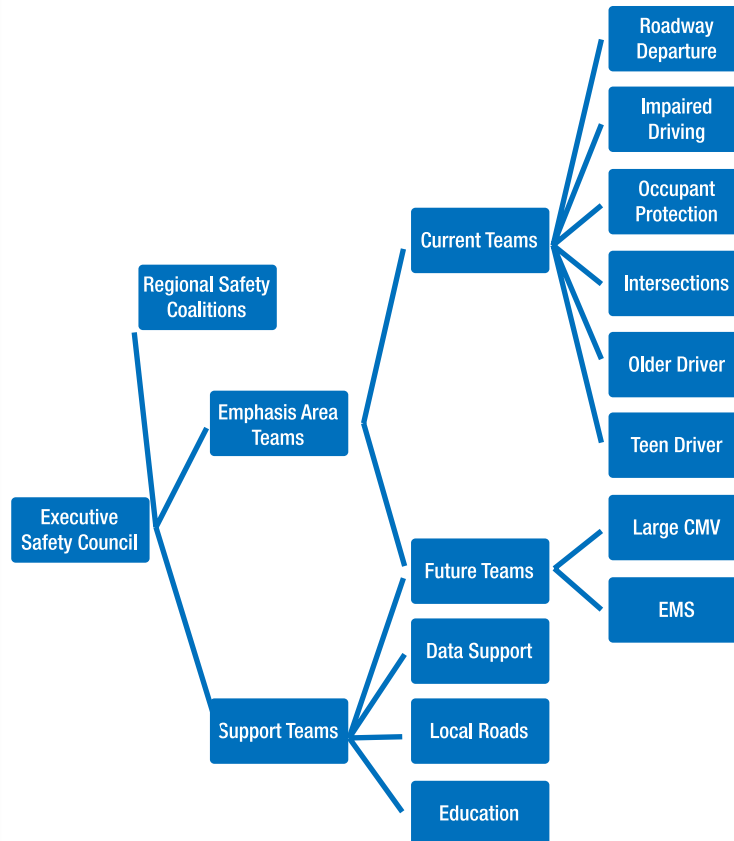 Roadway
Departure
Impaired
Driving
Occupant
Protection
Current Teams
Regional Safety
Coalitions
Intersections
Older Driver
Emphasis Area
Teams
Teen Driver
Executive
Safety Council
Large CMV
Future Teams
EMS
Data Support
Support Teams
Local Roads
Education